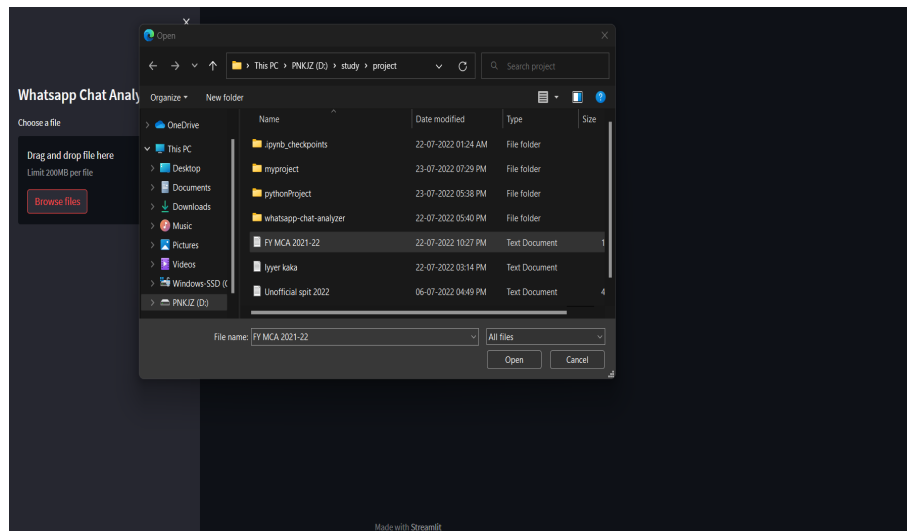 Open
This PC > PNKJZ (D:) > study > project
Search project
Whatsapp Chat Analy
Organize
New folder
Choose a file
Name
Date modified
Type
Size
OneDrive
This PC
.ipynb_checkpoints
22-07-2022 01:24 AM
File folder
Drag and drop file here
Limit 200MB per file
Desktop
myproject
23-07-2022 07:29 PM
File folder
Documents
pythonProject
23-07-2022 05:38 PM
File folder
Browse files
Downloads
Music
whatsapp-chat-analyzer
22-07-2022 05:40 PM
File folder
Pictures
FY MCA 2021-22
22-07-2022 10:27 PM
Text Document
1
Videos
Iyyer kaka
22-07-2022 03:14 PM
Text Document
Windows-SSD (C
PNKJZ (D:)
Unofficial spit 2022
06-07-2022 04:49 PM
Text Document
4
File name:
FY MCA 2021-22
All files
Open
Cancel
Made with Streamlit